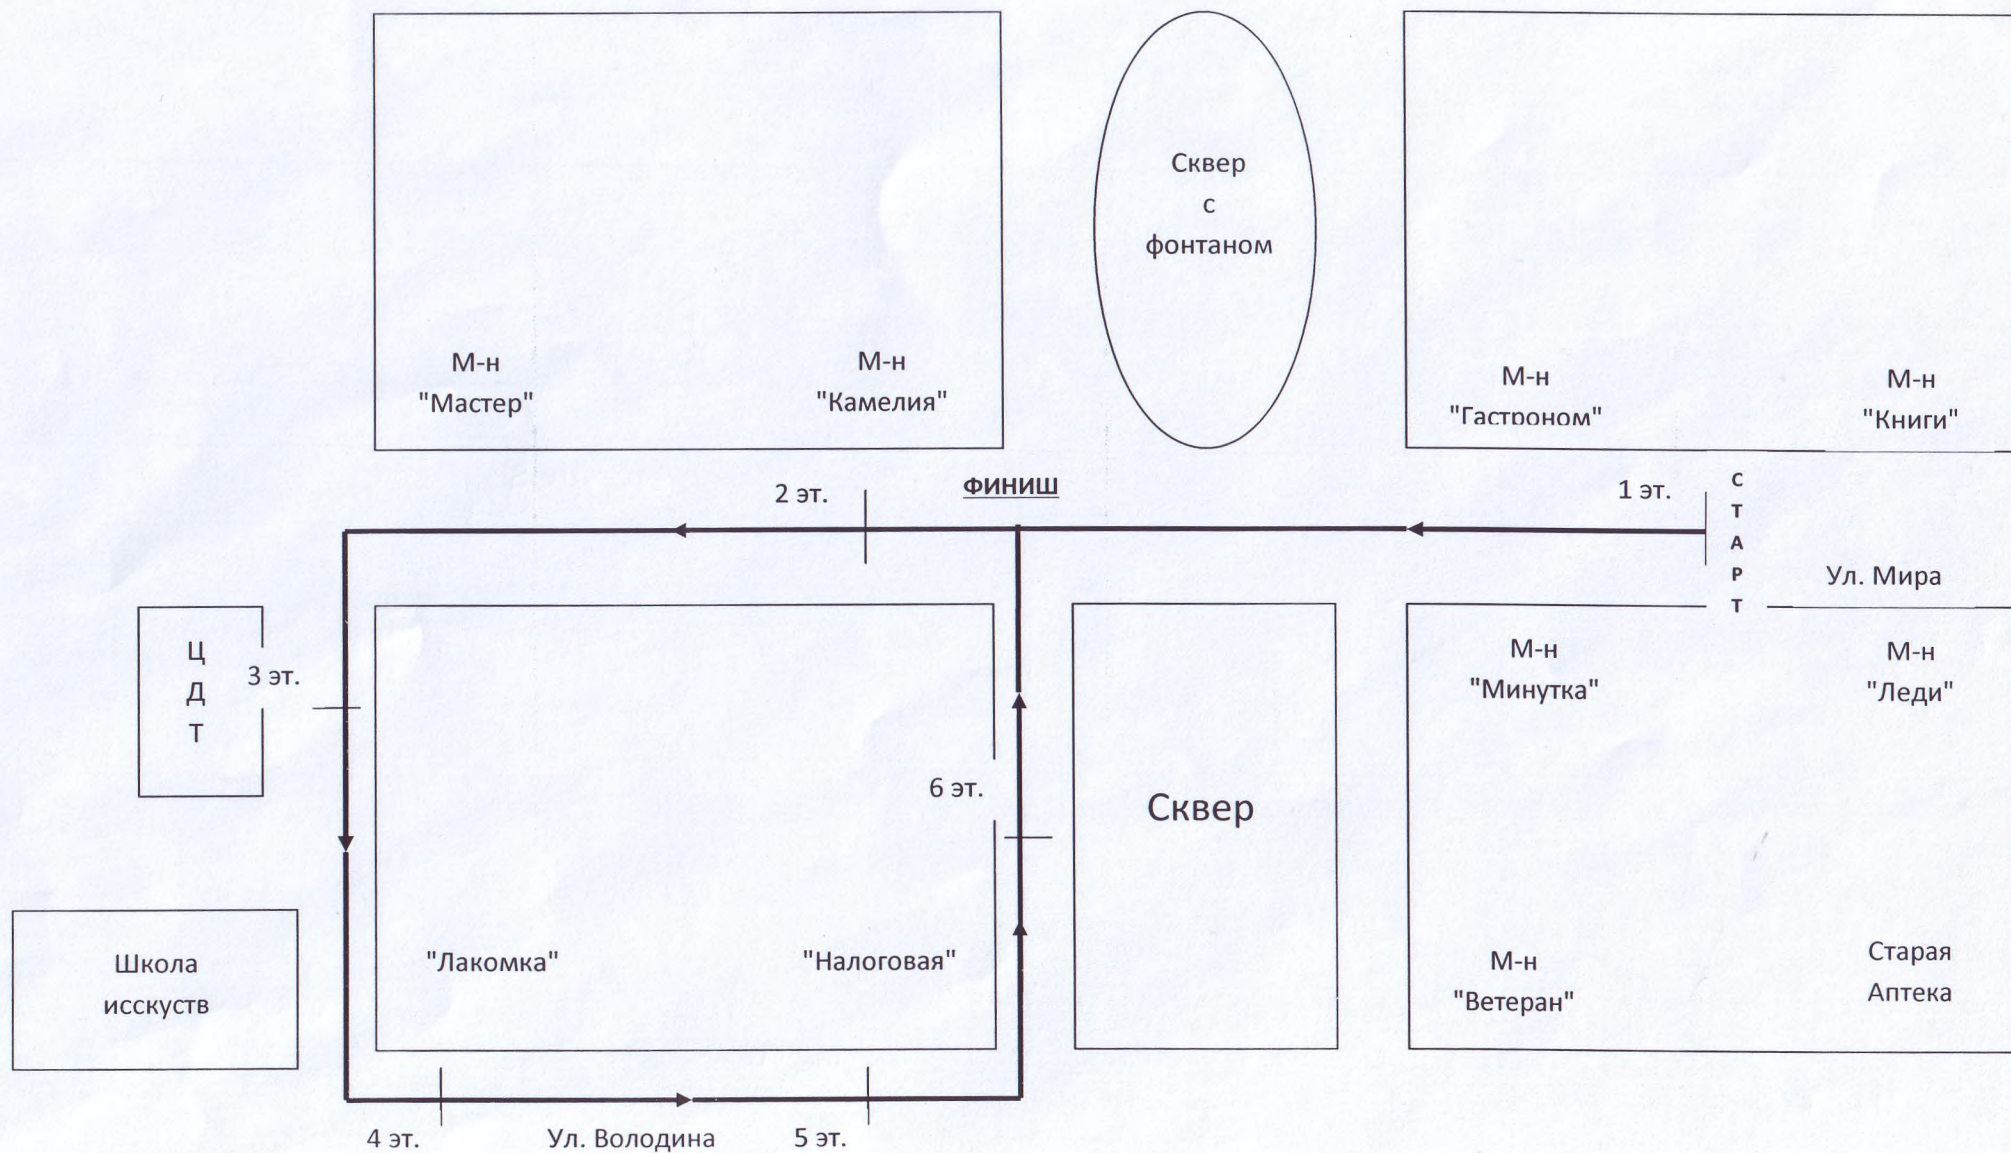 Сквер
с
фонтаном
М-н
"Мастер"
М-н
"Камелия"
М-н
"Гастроном"
М-н
"Книги"
2 эт.
ФИНИШ
1 эт.
С
Т
А
Р
Т
Ул. Мира
Ц
Д
Т
3 эт.
М-н
"Минутка"
М-н
"Леди"
6 эт.
Сквер
Школа
исскуств
"Лакомка"
"Налоговая"
М-н
"Ветеран"
Старая
Аптека
4 эт.
Ул. Володина
5 эт.